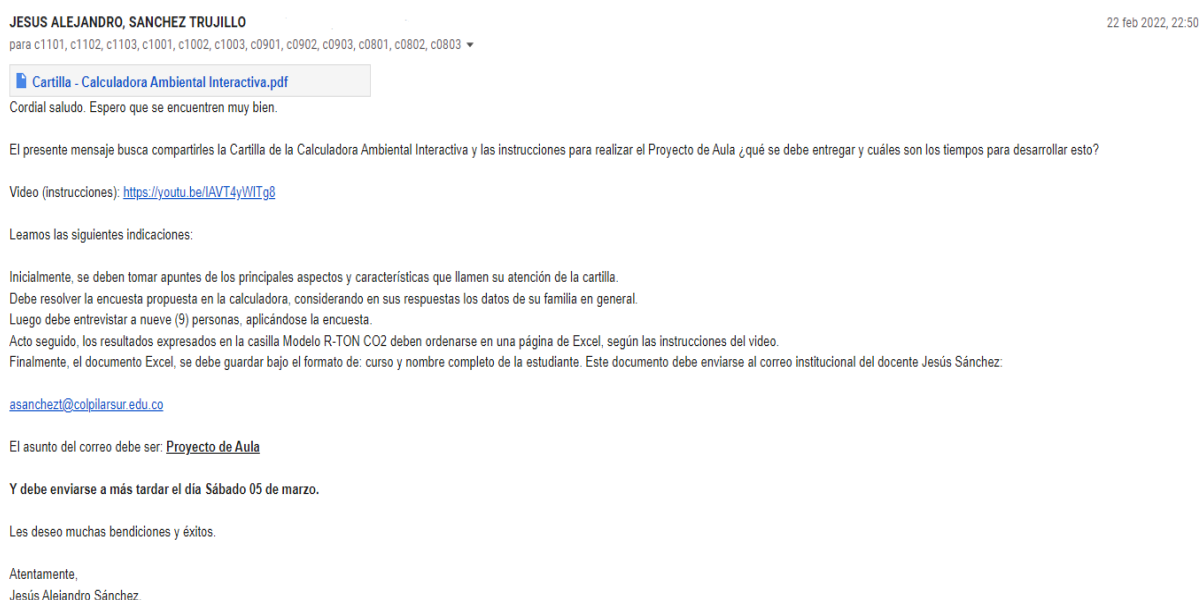 JESUS ALEJANDRO, SANCHEZ TRUJILLO
22 feb 2022, 22:50
para c1101, c1102, c1103, c1001, c1002, c1003, c0901, c0902, c0903, c0801, c0802, c0803
Cartilla - Calculadora Ambiental Interactiva.pdf
Cordial saludo. Espero que se encuentren muy bien.
El presente mensaje busca compartirles la Cartilla de la Calculadora Ambiental Interactiva y las instrucciones para realizar el Proyecto de Aula ¿qué se debe entregar y cuáles son los tiempos para desarrollar esto?
Video (instrucciones): https://youtu.be/IAVT4yWITg8
Leamos las siguientes indicaciones:
Inicialmente, se deben tomar apuntes de los principales aspectos y características que llamen su atención de la cartilla.
Debe resolver la encuesta propuesta en la calculadora, considerando en sus respuestas los datos de su familia en general.
Luego debe entrevistar a nueve (9) personas, aplicándose la encuesta.
Acto seguido, los resultados expresados en la casilla Modelo R-TON CO2 deben ordenarse en una página de Excel, según las instrucciones del video.
Finalmente, el documento Excel, se debe guardar bajo el formato de: curso y nombre completo de la estudiante. Este documento debe enviarse al correo institucional del docente Jesús Sánchez:
asanchezt@colpilarsur.edu.co
El asunto del correo debe ser: Proyecto de Aula
Y debe enviarse a más tardar el día Sábado 05 de marzo.
Les deseo muchas bendiciones y éxitos.
Atentamente,
Jesús Alejandro Sánchez.